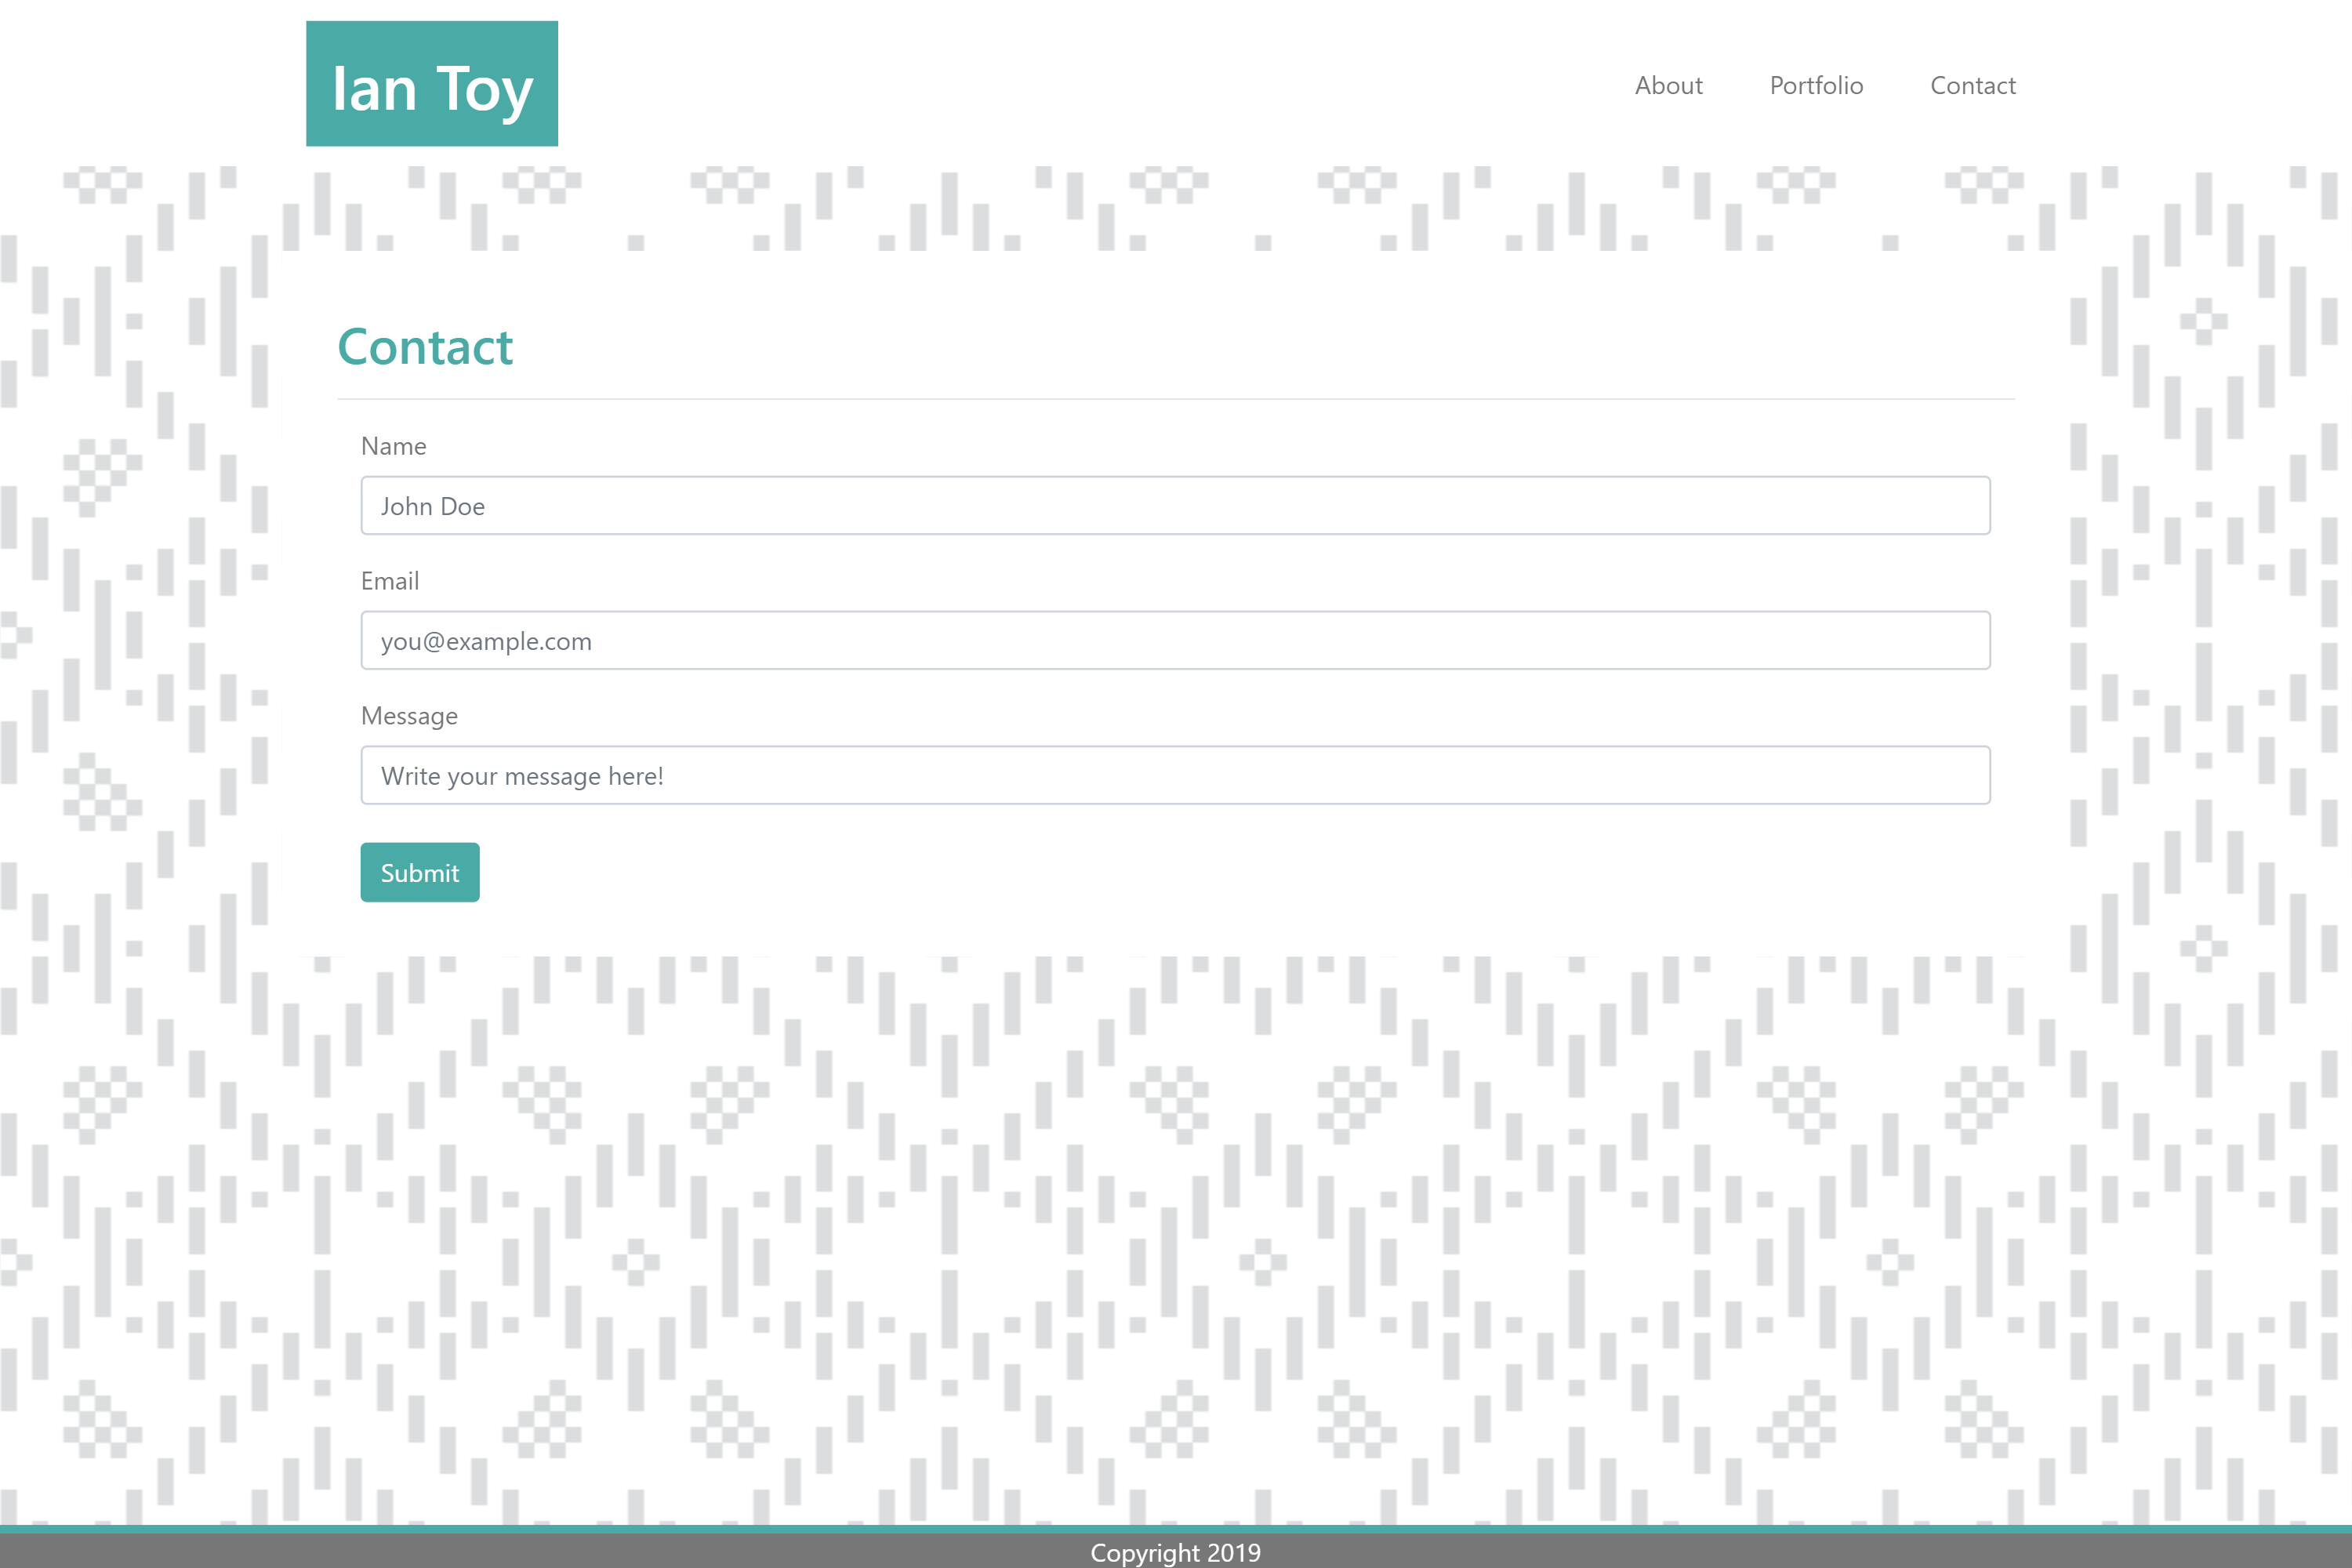 Ian Toy
About Portfolio Contact
Contact
Name
John Doe
Email
you@example.com
Message
Write your message here!
Submit
Copyright 2019